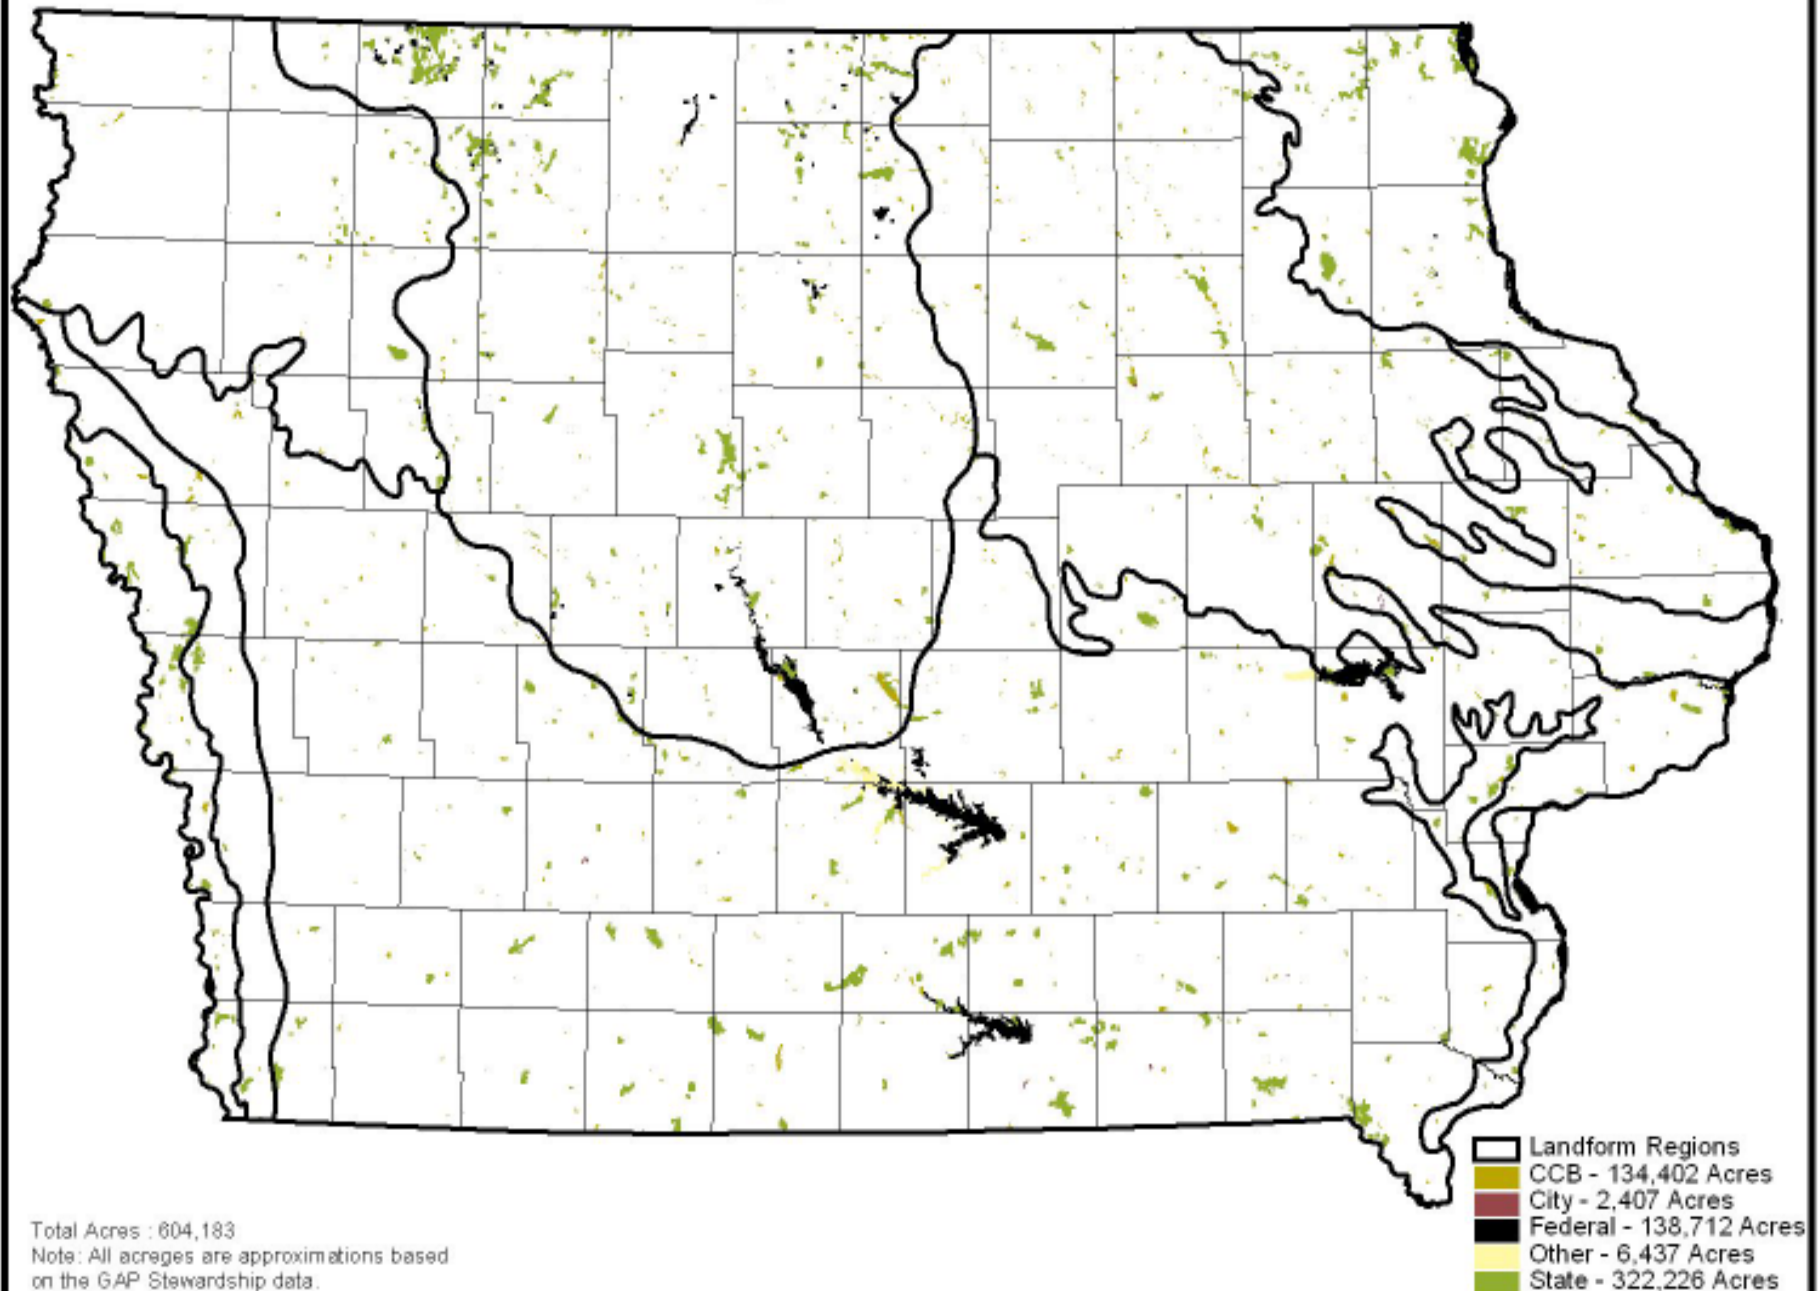 Landform Regions
CCB - 134,402 Acres
City - 2,407 Acres
Federal - 138,712 Acres
Other - 6,437 Acres
State - 322,226 Acres
Total Acres : 604,183
Note: All acreges are approximations based
on the GAP Stewardship data.